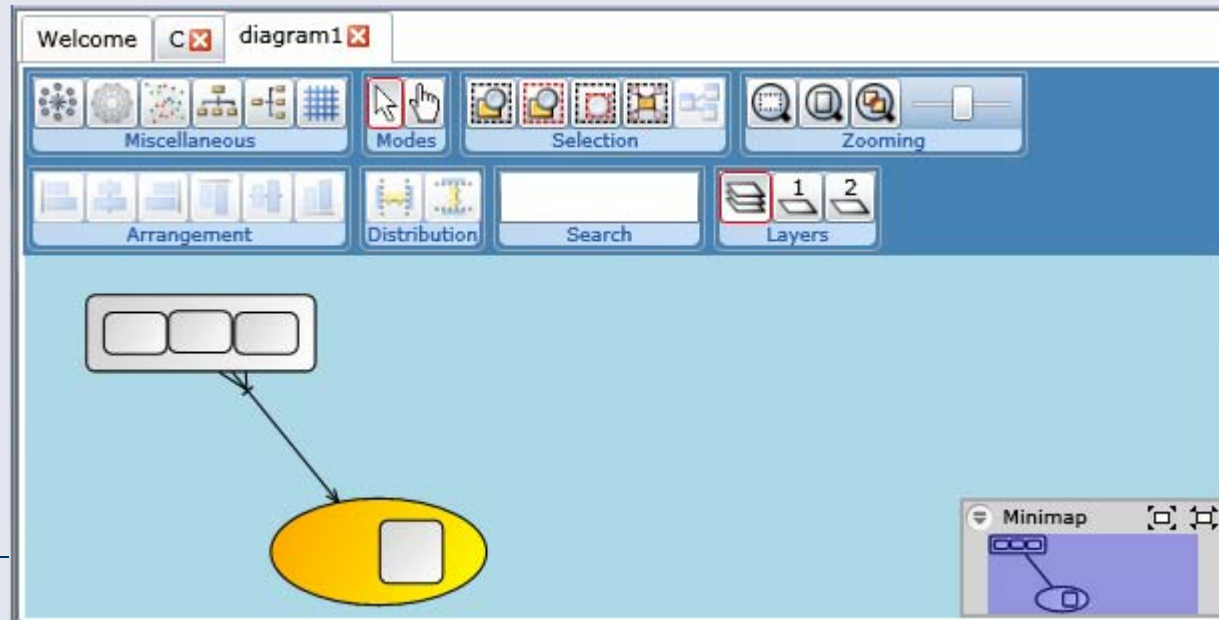 Welcome C diagram1
Miscellaneous Modes Selection Zooming
1 2
Arrangement Distribution Search Layers
Minimap